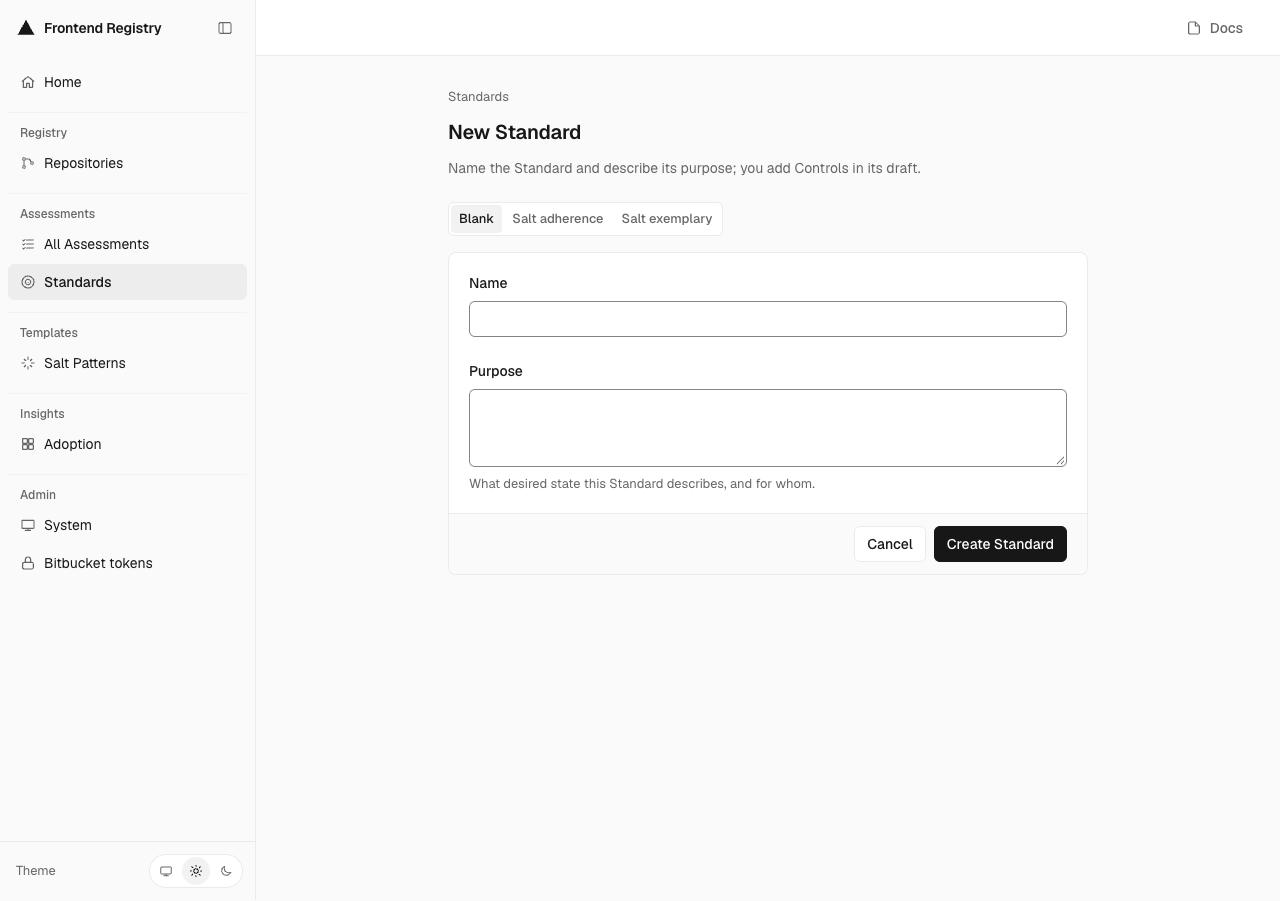 Frontend Registry
Docs
Home
Registry
Repositories
Assessments
All Assessments
Standards
Templates
Salt Patterns
Insights
Adoption
Admin
System
Bitbucket tokens
Theme
Standards
New Standard
Name the Standard and describe its purpose; you add Controls in its draft.
Blank Salt adherence Salt exemplary
Name
Purpose
What desired state this Standard describes, and for whom.
Cancel Create Standard